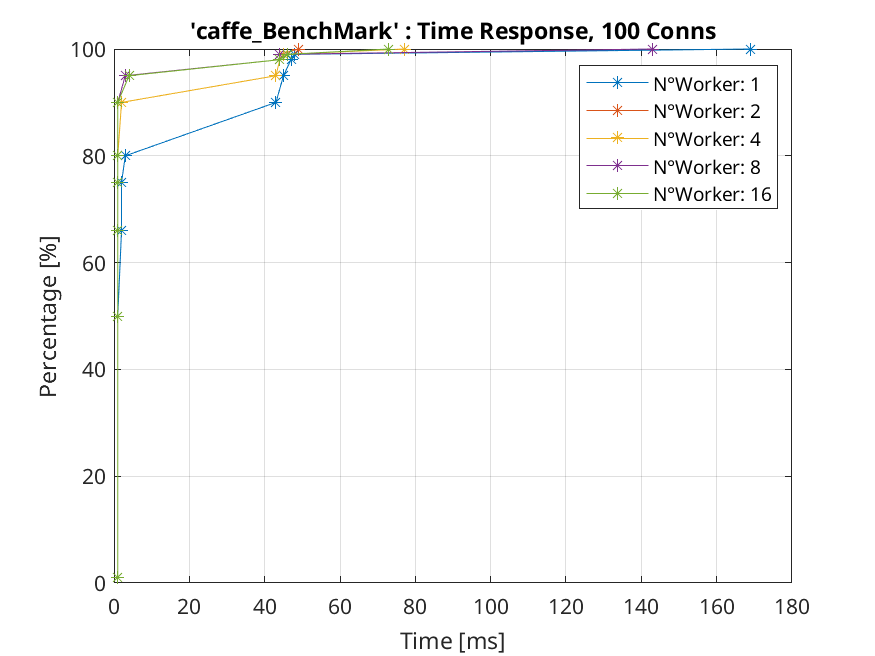 'caffe_BenchMark' : Time Response, 100 Conns
100
80
60
40
20
0
Percentage [%]
N°Worker: 1
N°Worker: 2
N°Worker: 4
N°Worker: 8
N°Worker: 16
0 20 40 60 80 100 120 140 160 180
Time [ms]